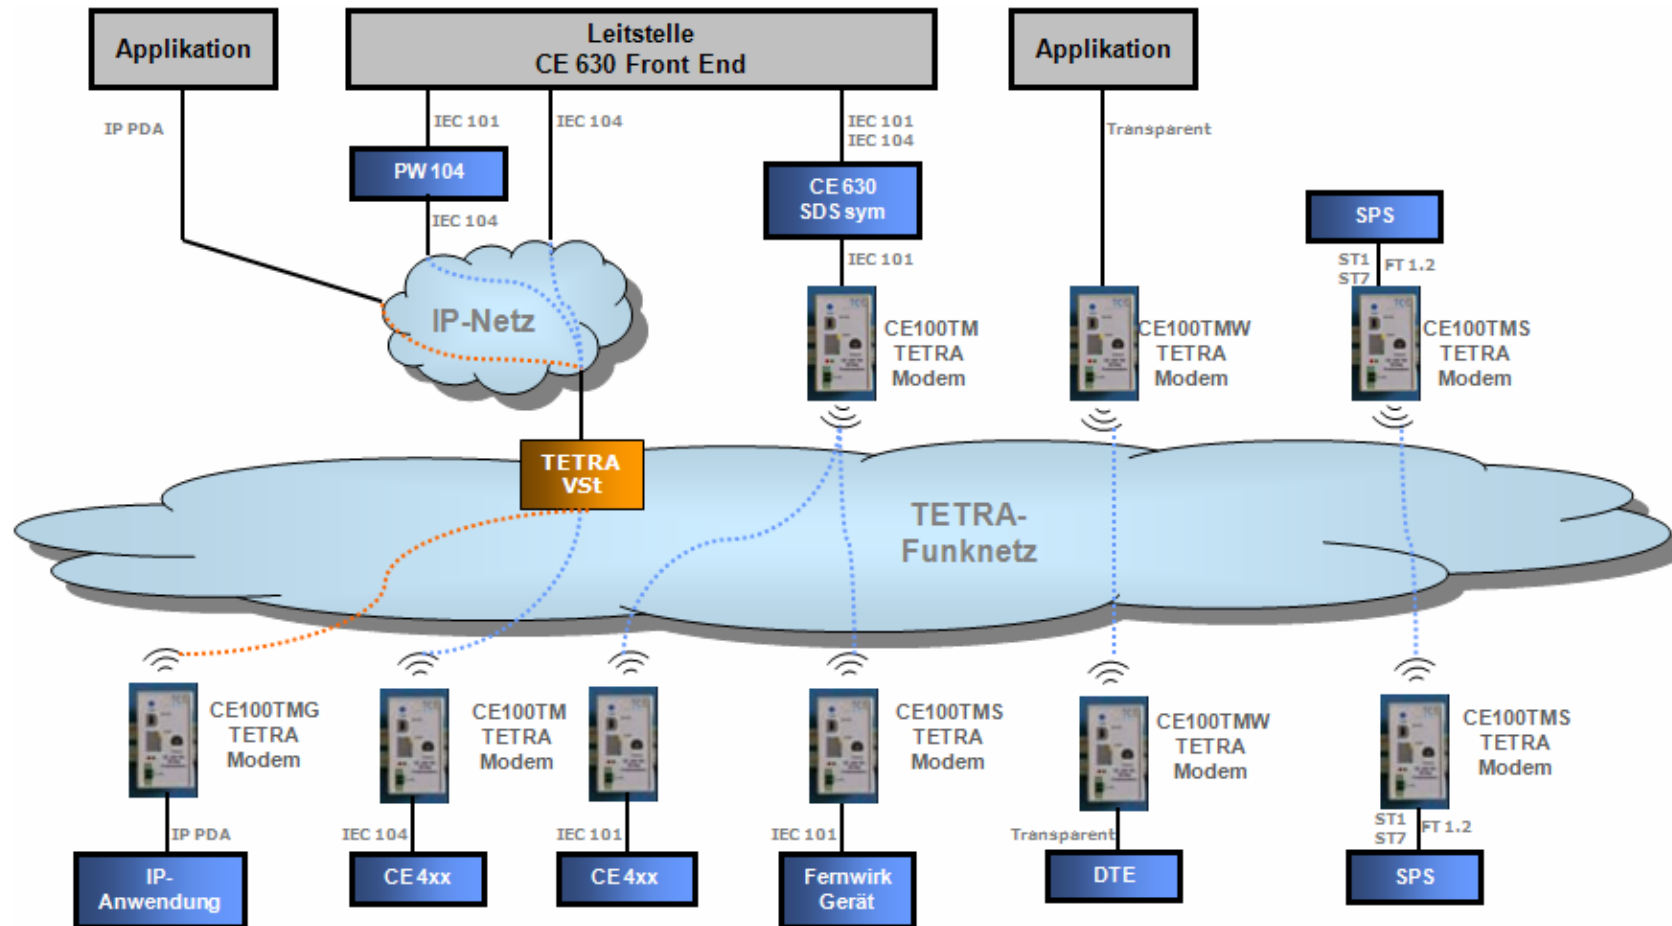 Applikation
Leitstelle
CE 630 Front End
Applikation
IP PDA
IEC 101
IEC 104
IEC 101
IEC 104
Transparent
PW 104
CE 630
SDS sym
SPS
IEC 104
IEC 101
ST1
ST7
FT 1.2
IP-Netz
CE100TM
TETRA
Modem
CE100TMW
TETRA
Modem
CE100TMS
TETRA
Modem
TETRA
VSt
TETRA-
Funknetz
CE100TMG
TETRA
Modem
CE100TM
TETRA
Modem
CE100TMS
TETRA
Modem
CE100TMW
TETRA
Modem
CE100TMS
TETRA
Modem
IP PDA
IEC 104
IEC 101
IEC 101
Transparent
ST1
ST7
FT 1.2
IP-
Anwendung
CE 4xx
CE 4xx
Fernwirk
Gerät
DTE
SPS